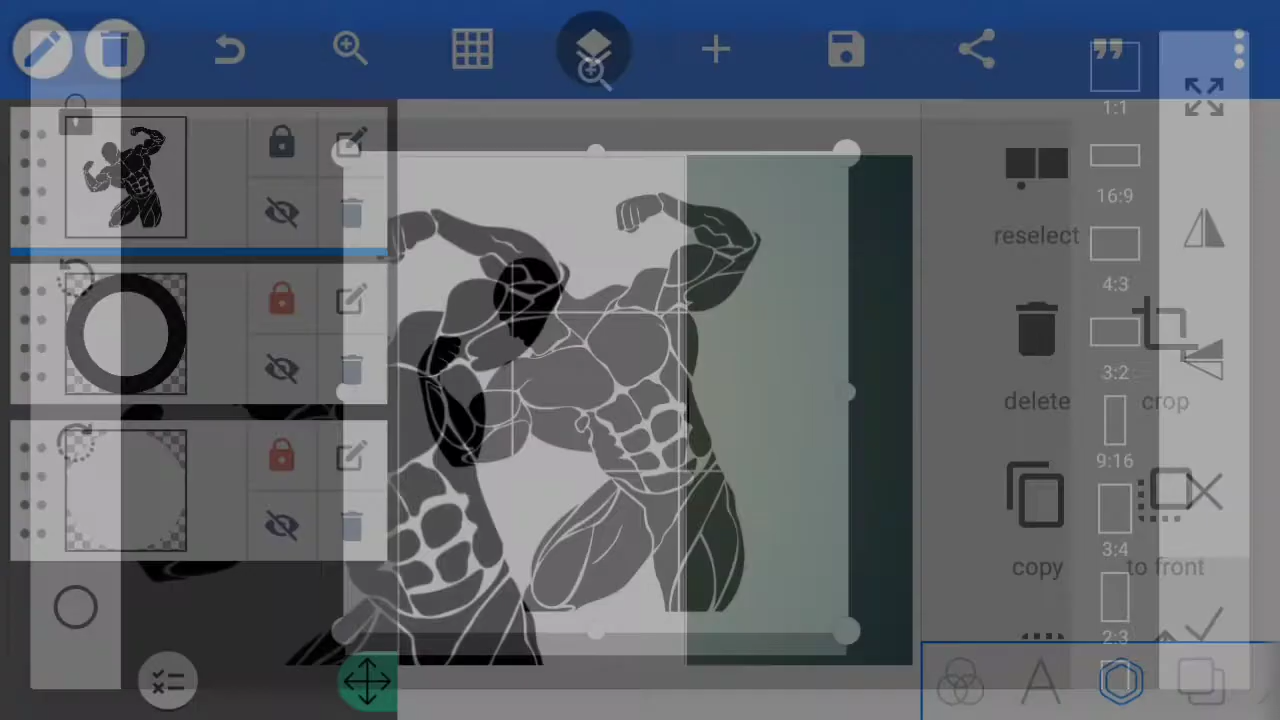 1:1
16:9
reselect
4:3
3:2
delete
crop
9:16
3:4
copy
to front
2:3
A